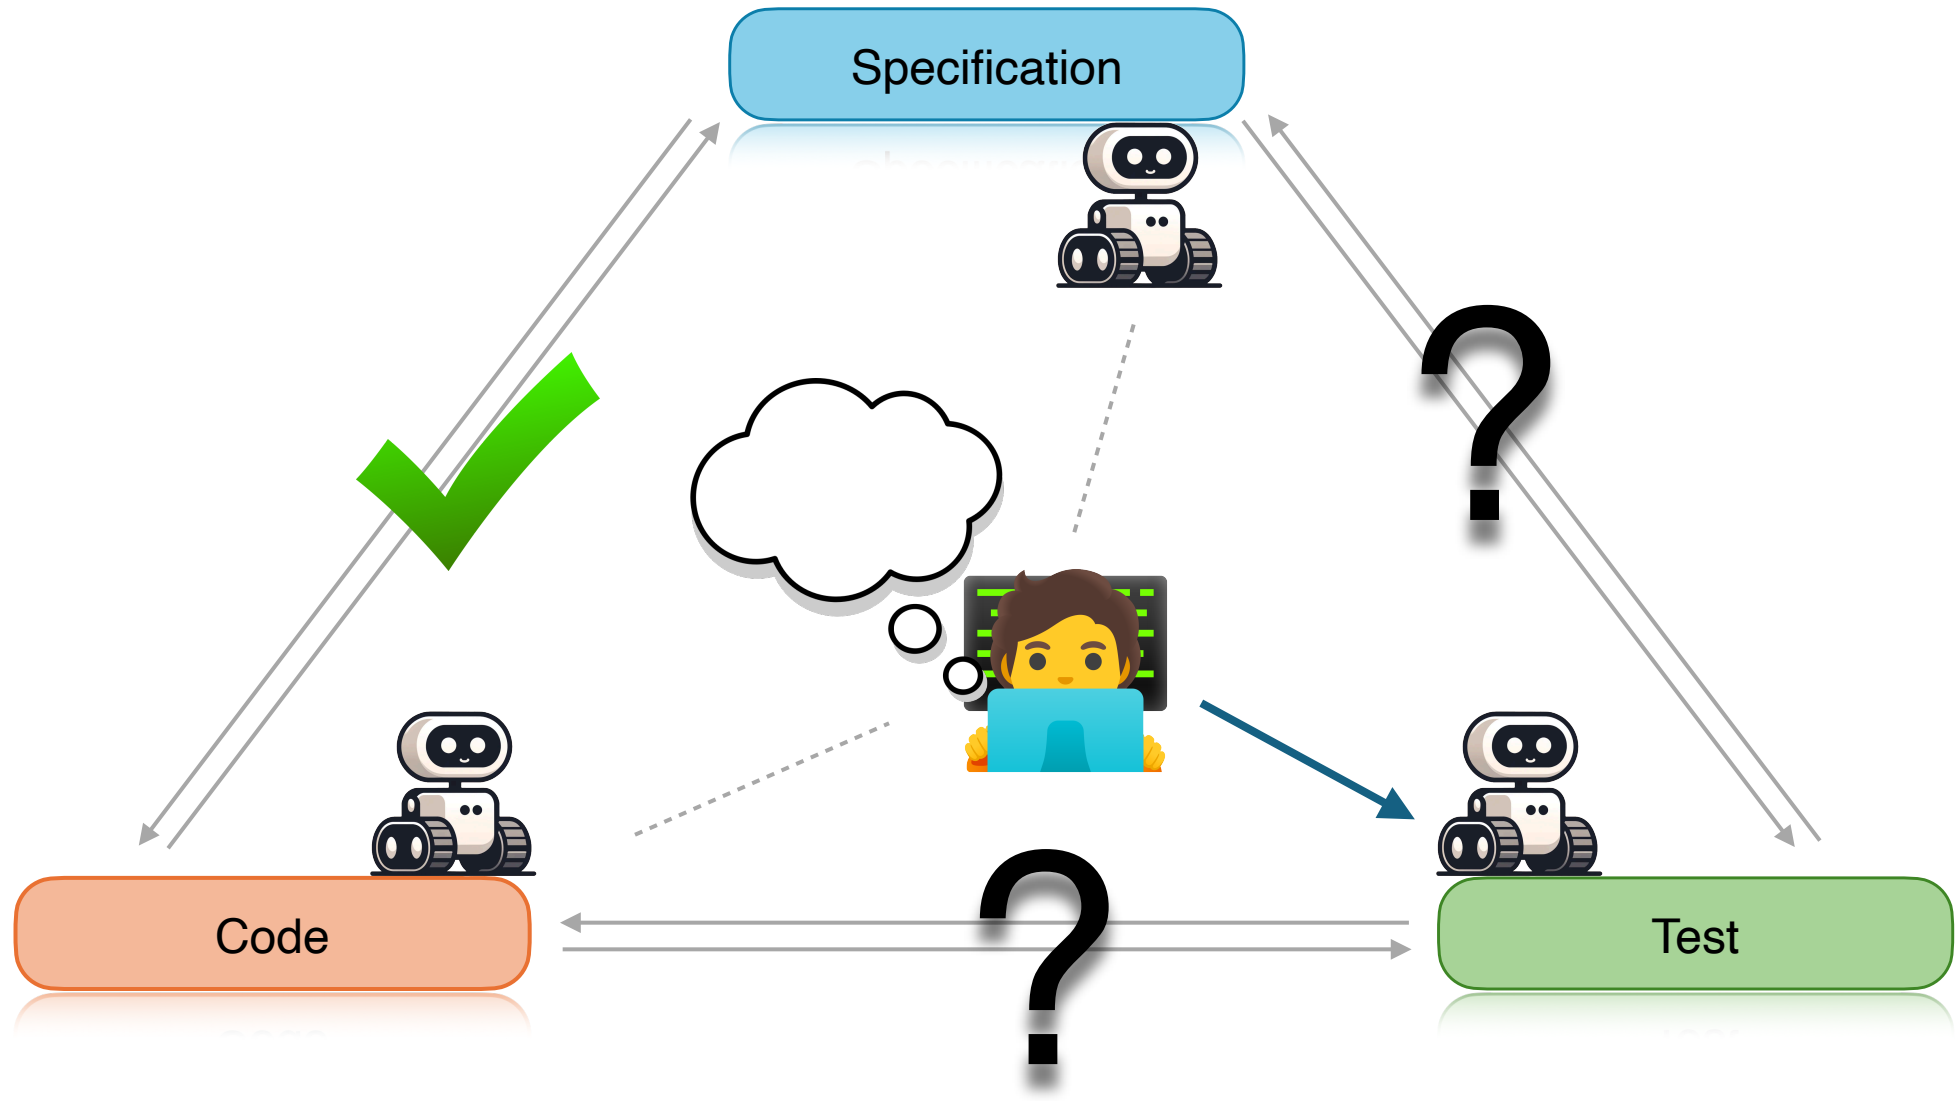 Specification
?
Code
?
Test